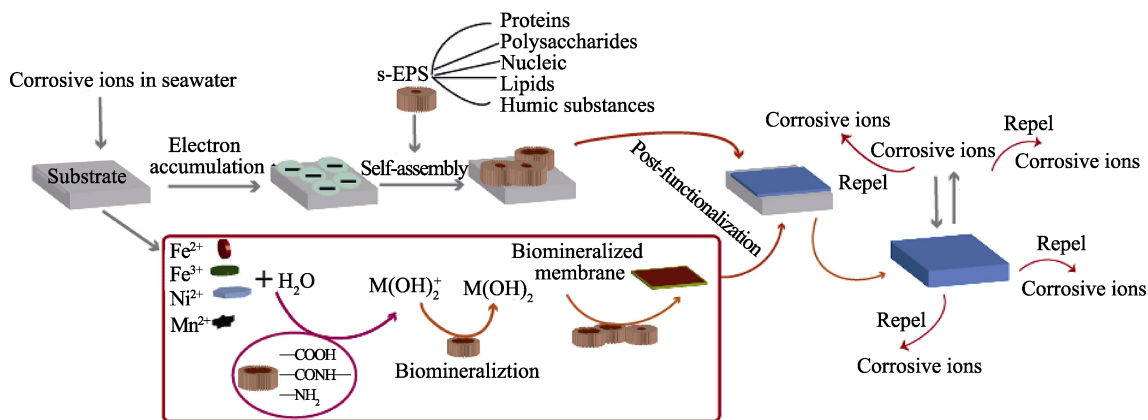 Proteins
Polysaccharides
s-EPS
Nucleic
Lipids
Humic substances
Corrosive ions in seawater
Substrate
Electron
accumulation
Self-assembly
Post-functionalization
Corrosive ions
Repel
Corrosive ions
Repel
Corrosive ions
Repel
Corrosive ions
Repel
Corrosive ions
Fe²⁺
Fe³⁺
Ni²⁺
Mn²⁺
+ H₂O
—COOH
—CONH—
—NH₂
M(OH)₂⁺
M(OH)₂
Biomineraliztion
Biomineralized
membrane